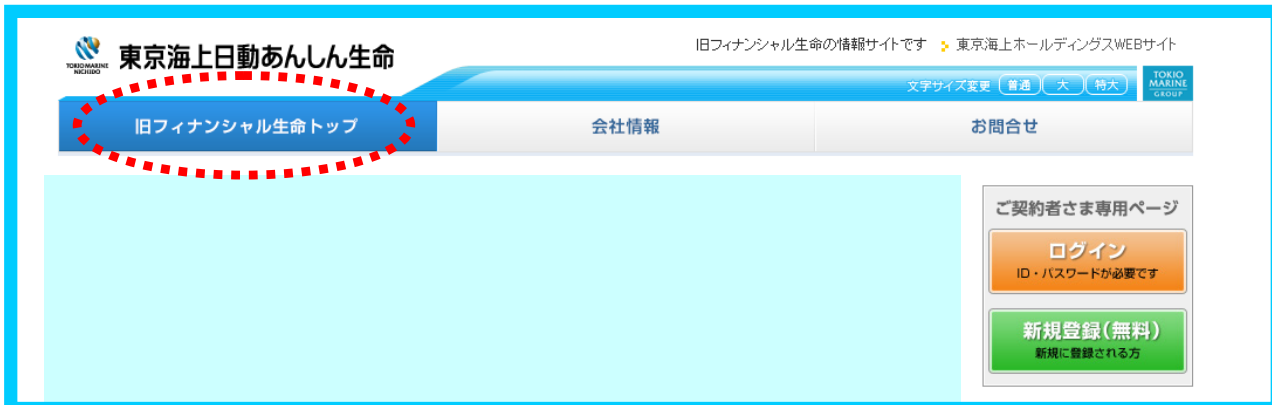 旧フィナンシャル生命の情報サイトです 東京海上ホールディングスWEBサイト
TOKIO MARINE
NICHIDO
東京海上日動あんしん生命
文字サイズ変更 普通 大 特大
TOKIO
MARINE
GROUP
旧フィナンシャル生命トップ 会社情報 お問合せ
ご契約者さま専用ページ
ログイン
ID・パスワードが必要です
新規登録(無料)
新規に登録される方